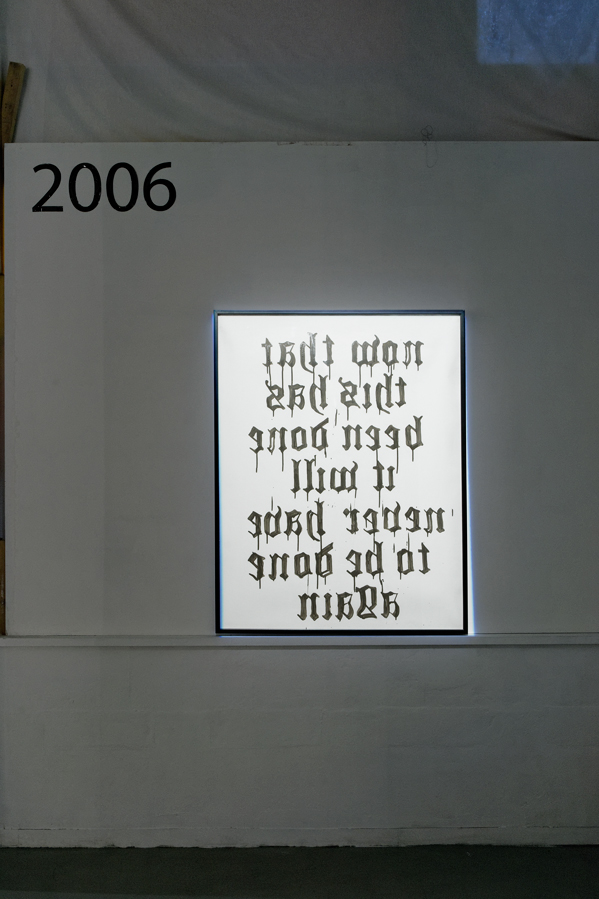 2006
now that
this has
been done
it will
never have
to be done
again